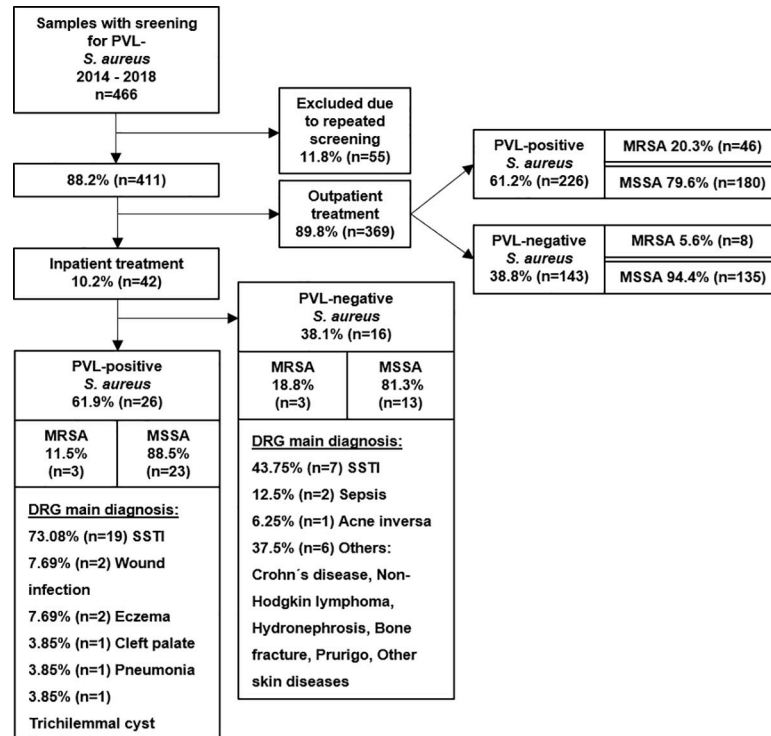 Samples with sreening
for PVL-
S. aureus
2014 - 2018
n=466
Excluded due
to repeated
screening
11.8% (n=55)
88.2% (n=411)
Outpatient
treatment
89.8% (n=369)
PVL-positive
S. aureus
61.2% (n=226)
MRSA 20.3% (n=46)
MSSA 79.6% (n=180)
PVL-negative
S. aureus
38.8% (n=143)
MRSA 5.6% (n=8)
MSSA 94.4% (n=135)
Inpatient treatment
10.2% (n=42)
PVL-negative
S. aureus
38.1% (n=16)
MRSA
18.8%
(n=3)
MSSA
81.3%
(n=13)
DRG main diagnosis:
43.75% (n=7) SSTI
12.5% (n=2) Sepsis
6.25% (n=1) Acne inversa
37.5% (n=6) Others:
Crohn´s disease, Non-
Hodgkin lymphoma,
Hydronephrosis, Bone
fracture, Prurigo, Other
skin diseases
PVL-positive
S. aureus
61.9% (n=26)
MRSA
11.5%
(n=3)
MSSA
88.5%
(n=23)
DRG main diagnosis:
73.08% (n=19) SSTI
7.69% (n=2) Wound
infection
7.69% (n=2) Eczema
3.85% (n=1) Cleft palate
3.85% (n=1) Pneumonia
3.85% (n=1)
Trichilemmal cyst